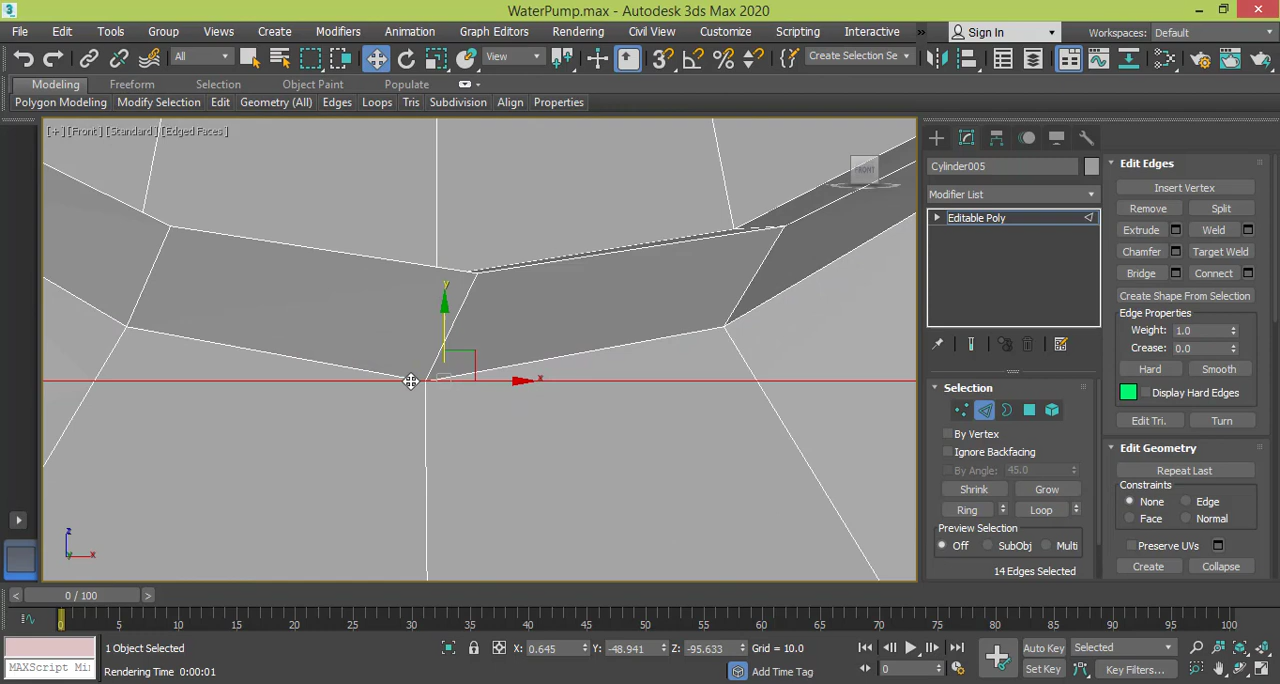 WaterPump.max - Autodesk 3ds Max 2020
File Edit Tools Group Views Create Modifiers Animation Graph Editors Rendering Civil View Customize Scripting Interactive Sign In Workspaces: Default
All View Create Selection Se
Modeling Freeform Selection Object Paint Populate
Polygon Modeling Modify Selection Edit Geometry (All) Edges Loops Tris Subdivision Align Properties
[+] [Front] [Standard] [Edged Faces]
FRONT
y
x
z
y
x
Cylinder005
Modifier List
Editable Poly
Selection
By Vertex
Ignore Backfacing
By Angle: 45.0
Shrink Grow
Ring Loop
Preview Selection
Off SubObj Multi
14 Edges Selected
Edit Edges
Insert Vertex
Remove Split
Extrude Weld
Chamfer Target Weld
Bridge Connect
Create Shape From Selection
Edge Properties
Weight: 1.0
Crease: 0.0
Hard Smooth
Display Hard Edges
Edit Tri. Turn
Edit Geometry
Repeat Last
Constraints
None Edge
Face Normal
Preserve UVs
Create Collapse
< 0 / 100 >
0 5 10 15 20 25 30 35 40 45 50 55 60 65 70 75 80 85 90 95 100
1 Object Selected X: 0.645 Y: -48.941 Z: -95.633 Grid = 10.0 Auto Key Selected
MAXScript Mi: Rendering Time: 0:00:01 Add Time Tag 0 Set Key Key Filters...